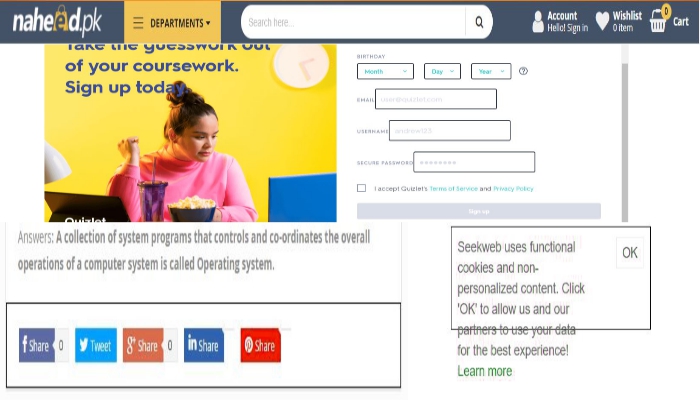 naheed.pk
DEPARTMENTS
Search here...
Account
Hello! Sign in
Wishlist
0 item
0
Cart
Take the guesswork out
of your coursework.
Sign up today.
Quizlet
BIRTHDAY
Month
Day
Year
?
EMAIL
user@quizlet.com
USERNAME
andrew123
SECURE PASSWORD
••••••••
I accept Quizlet's Terms of Service and Privacy Policy
Sign up
Answers: A collection of system programs that controls and co-ordinates the overall
operations of a computer system is called Operating system.
f Share 0
Tweet
g+ Share 0
in Share
Share
Seekweb uses functional
cookies and non-
personalized content. Click
'OK' to allow us and our
partners to use your data
for the best experience!
Learn more
OK